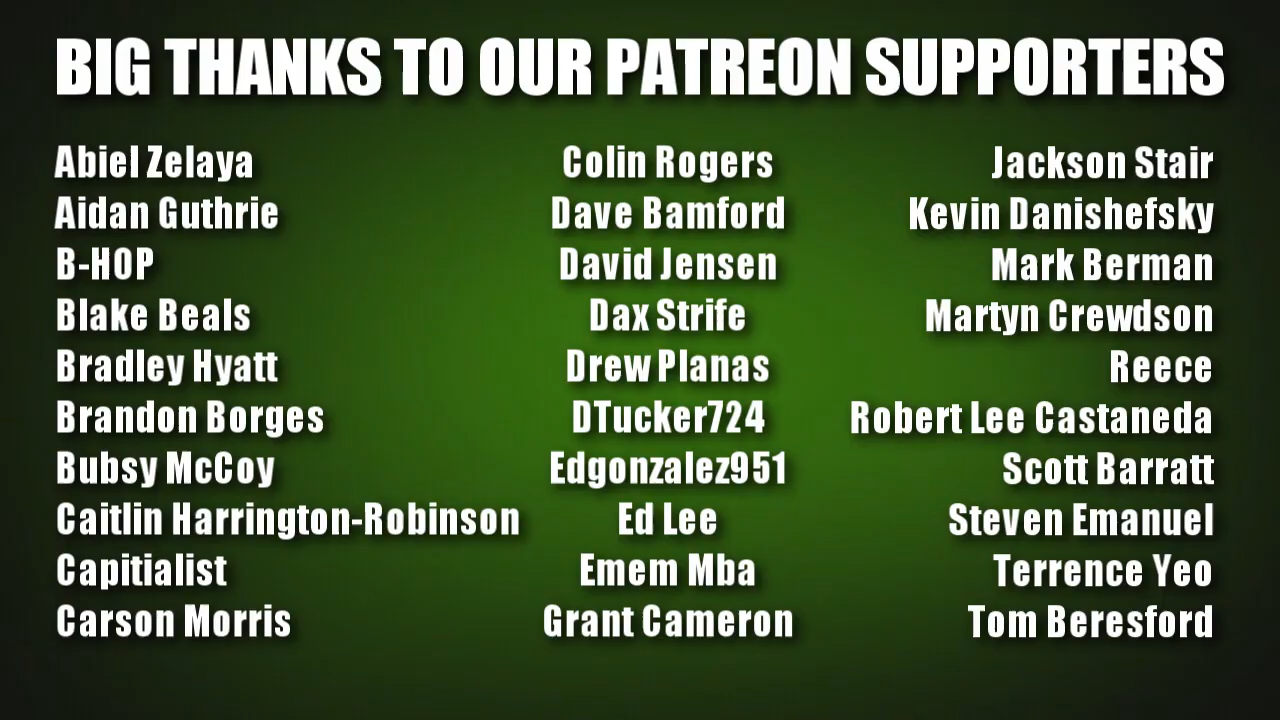 BIG THANKS TO OUR PATREON SUPPORTERS
Abiel Zelaya
Aidan Guthrie
B-HOP
Blake Beals
Bradley Hyatt
Brandon Borges
Bubsy McCoy
Caitlin Harrington-Robinson
Capitialist
Carson Morris
Colin Rogers
Dave Bamford
David Jensen
Dax Strife
Drew Planas
DTucker724
Edgonzalez951
Ed Lee
Emem Mba
Grant Cameron
Jackson Stair
Kevin Danishefsky
Mark Berman
Martyn Crewdson
Reece
Robert Lee Castaneda
Scott Barratt
Steven Emanuel
Terrence Yeo
Tom Beresford